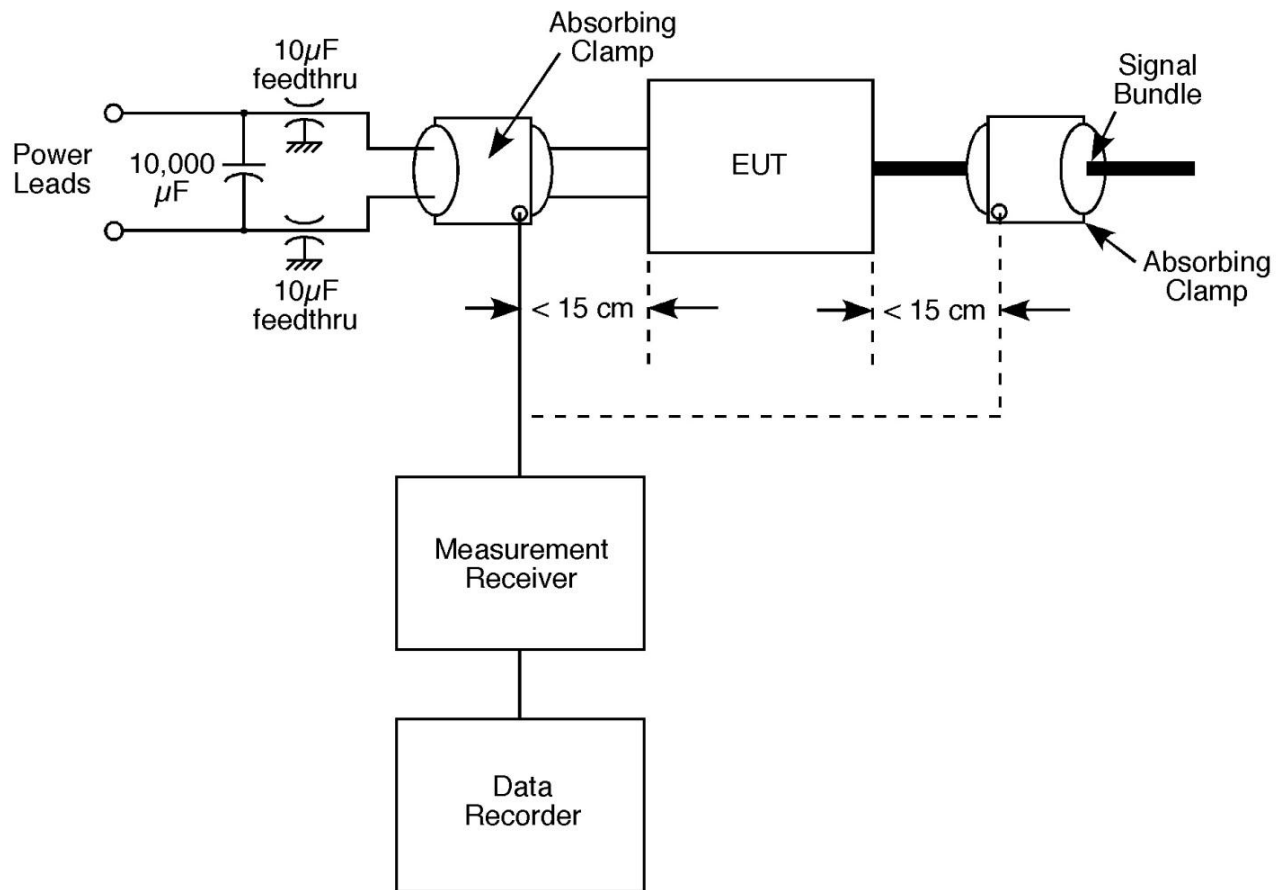 Absorbing
Clamp
10μF
feedthru
Signal
Bundle
Power
Leads
10,000
μF
EUT
Absorbing
Clamp
10μF
feedthru
< 15 cm
< 15 cm
Measurement
Receiver
Data
Recorder